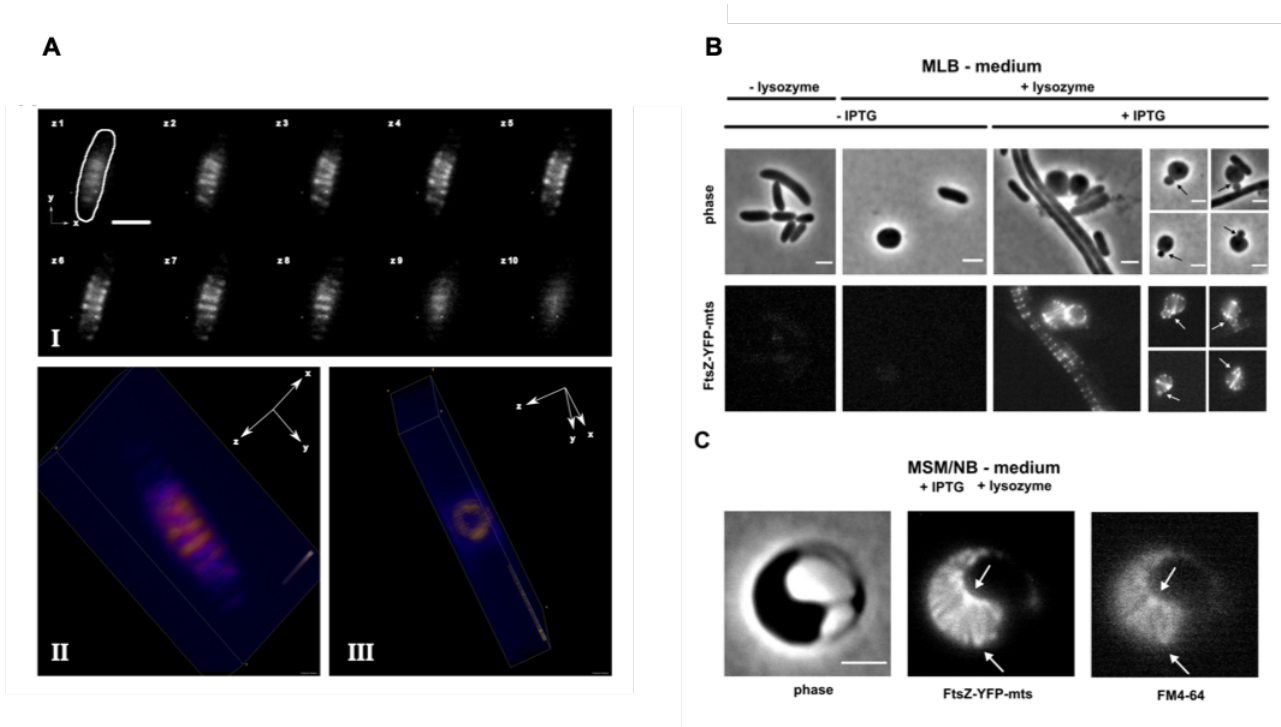 A
z1 z2 z3 z4 z5
y
x
z6 z7 z8 z9 z10
I
x
z
y
II
z
y x
III
B
MLB - medium
- lysozyme + lysozyme
- IPTG + IPTG
phase
FtsZ-YFP-mts
C
MSM/NB - medium
+ IPTG + lysozyme
phase FtsZ-YFP-mts FM4-64